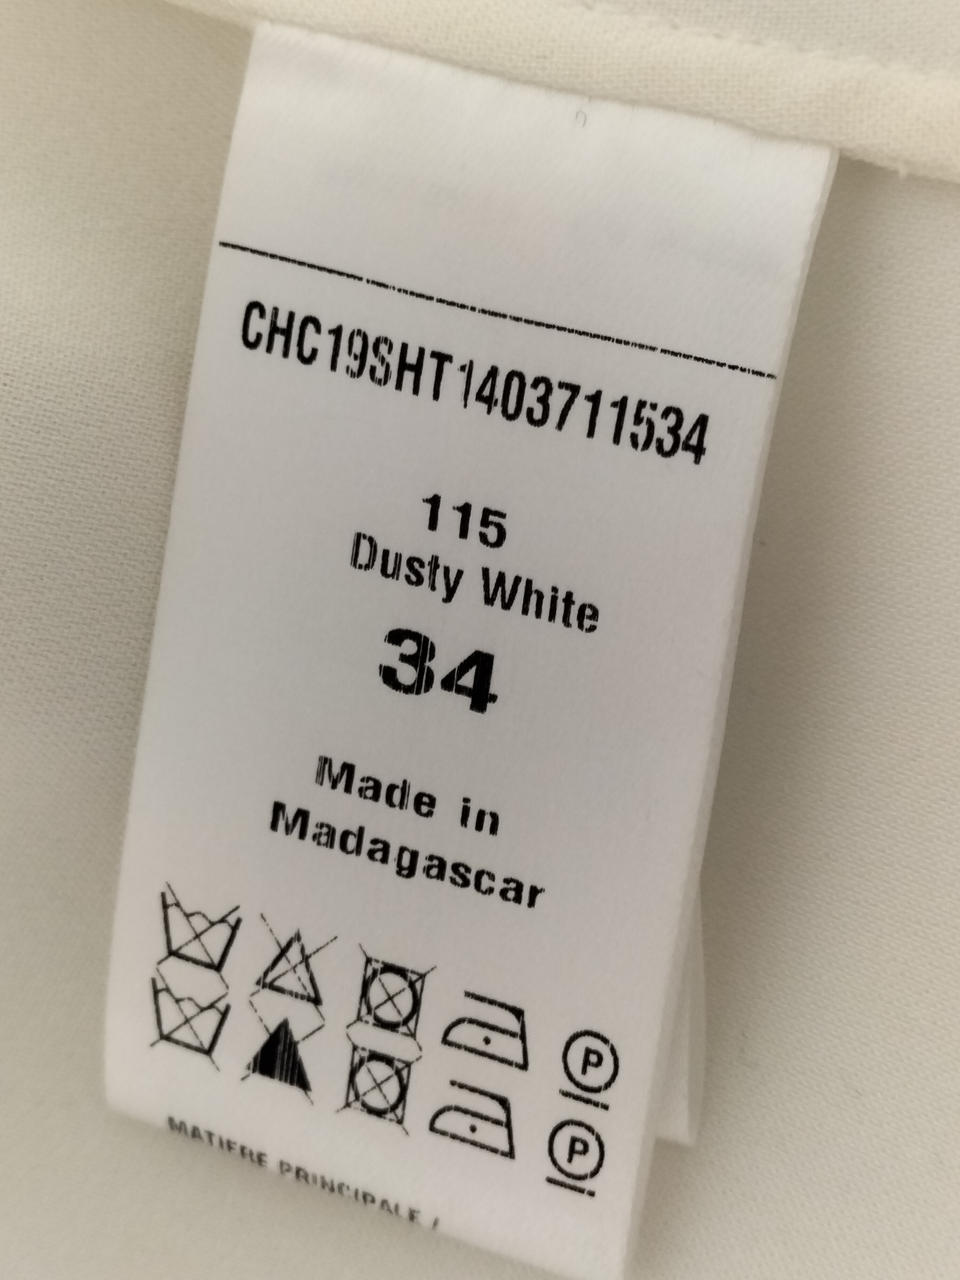 CHC19SHT1403711534
115
Dusty White
34
Made in
Madagascar
P
P
MATIERE PRINCIPALE /